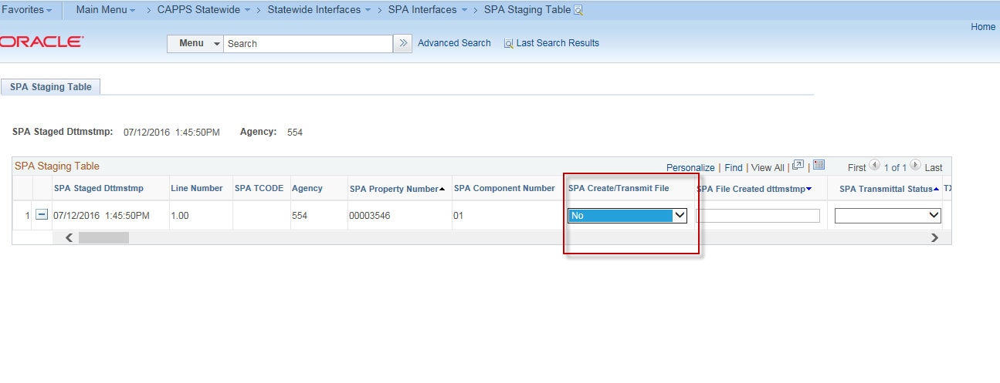 Favorites Main Menu > CAPPS Statewide > Statewide Interfaces > SPA Interfaces > SPA Staging Table
Home
ORACLE
Menu Search Advanced Search Last Search Results
SPA Staging Table
SPA Staged Dttmstmp: 07/12/2016 1:45:50PM Agency: 554
SPA Staging Table Personalize | Find | View All | | First 1 of 1 Last
SPA Staged Dttmstmp Line Number SPA TCODE Agency SPA Property Number SPA Component Number SPA Create/Transmit File SPA File Created dttmstmp SPA Transmittal Status TX
1 07/12/2016 1:45:50PM 1.00 554 00003546 01 No